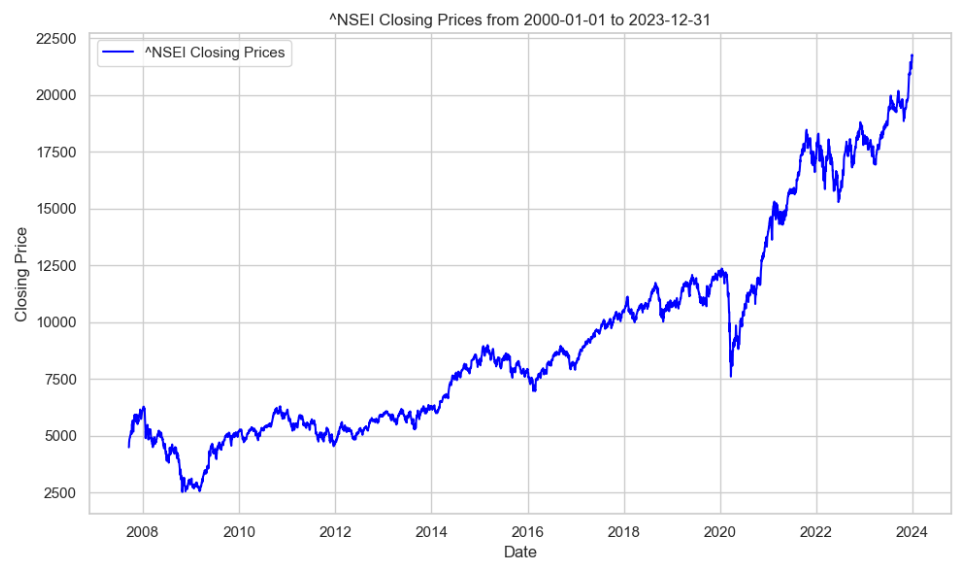 ^NSEI Closing Prices from 2000-01-01 to 2023-12-31
^NSEI Closing Prices
Closing Price
22500
20000
17500
15000
12500
10000
7500
5000
2500
2008 2010 2012 2014 2016 2018 2020 2022 2024
Date